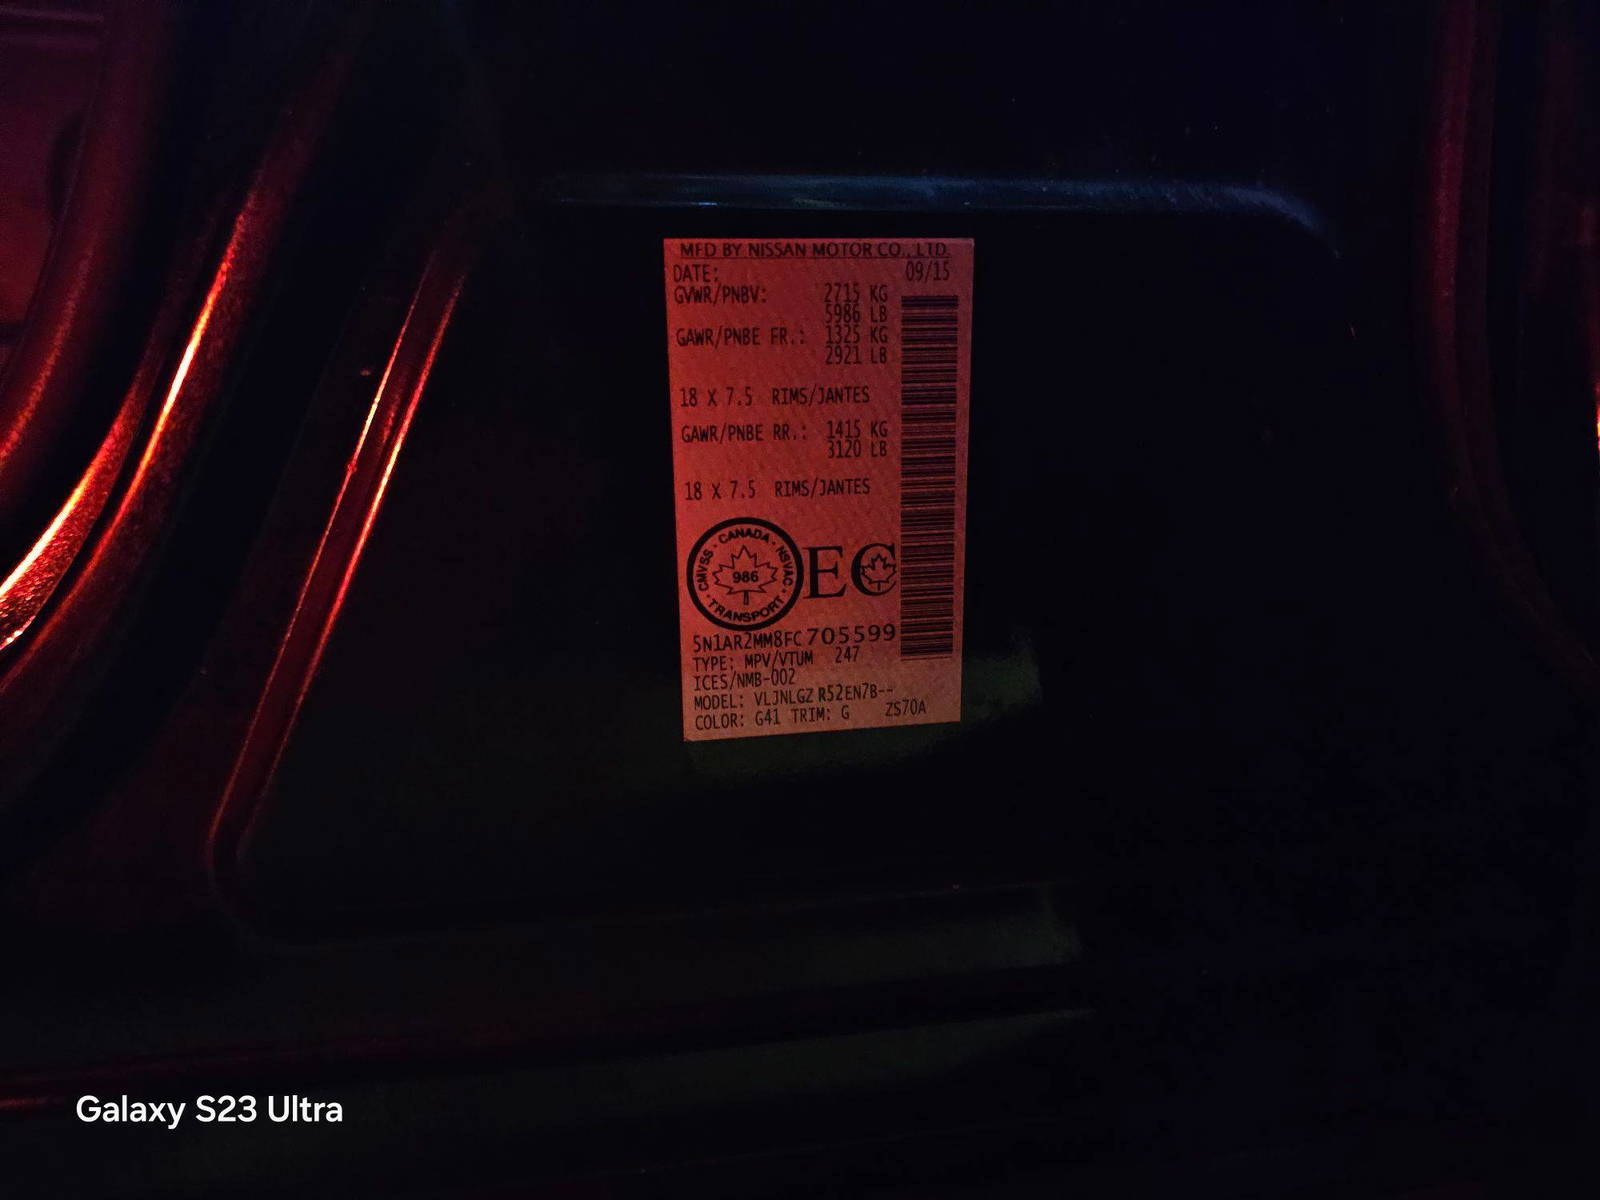 MFD BY NISSAN MOTOR CO., LTD.
DATE: 09/15
GVWR/PNBV: 2715 KG
5986 LB
GAWR/PNBE FR.: 1325 KG
2921 LB
18 X 7.5 RIMS/JANTES
GAWR/PNBE RR.: 1415 KG
3120 LB
18 X 7.5 RIMS/JANTES
CMVSS · CANADA · NSVAC · TRANSPORT
986
EC
5N1AR2MM8FC705599
TYPE: MPV/VTUM 247
ICES/NMB-002
MODEL: VLJNLGZ R52EN7B--
COLOR: G41 TRIM: G ZS70A
Galaxy S23 Ultra